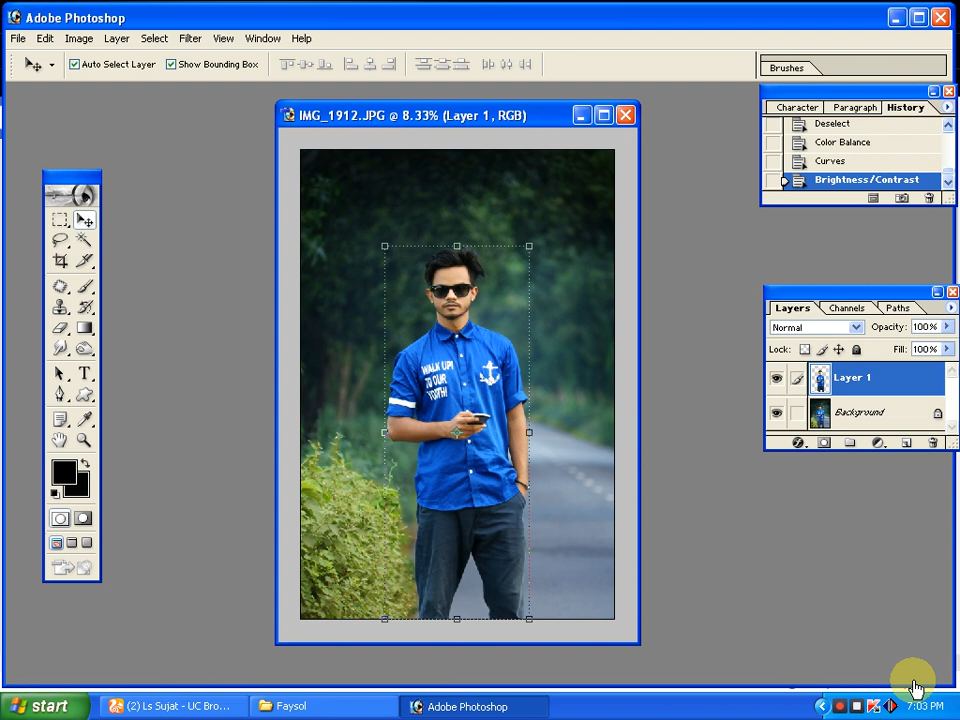 Adobe Photoshop
File Edit Image Layer Select Filter View Window Help
Auto Select Layer Show Bounding Box
Brushes
IMG_1912.JPG @ 8.33% (Layer 1, RGB)
Character Paragraph History
Deselect
Color Balance
Curves
Brightness/Contrast
WALK UP!
TO OUR
YOUTH!
Layers Channels Paths
Normal Opacity: 100%
Lock: Fill: 100%
Layer 1
Background
T
start (2) Ls Sujat - UC Bro... Faysol Adobe Photoshop 7:03 PM